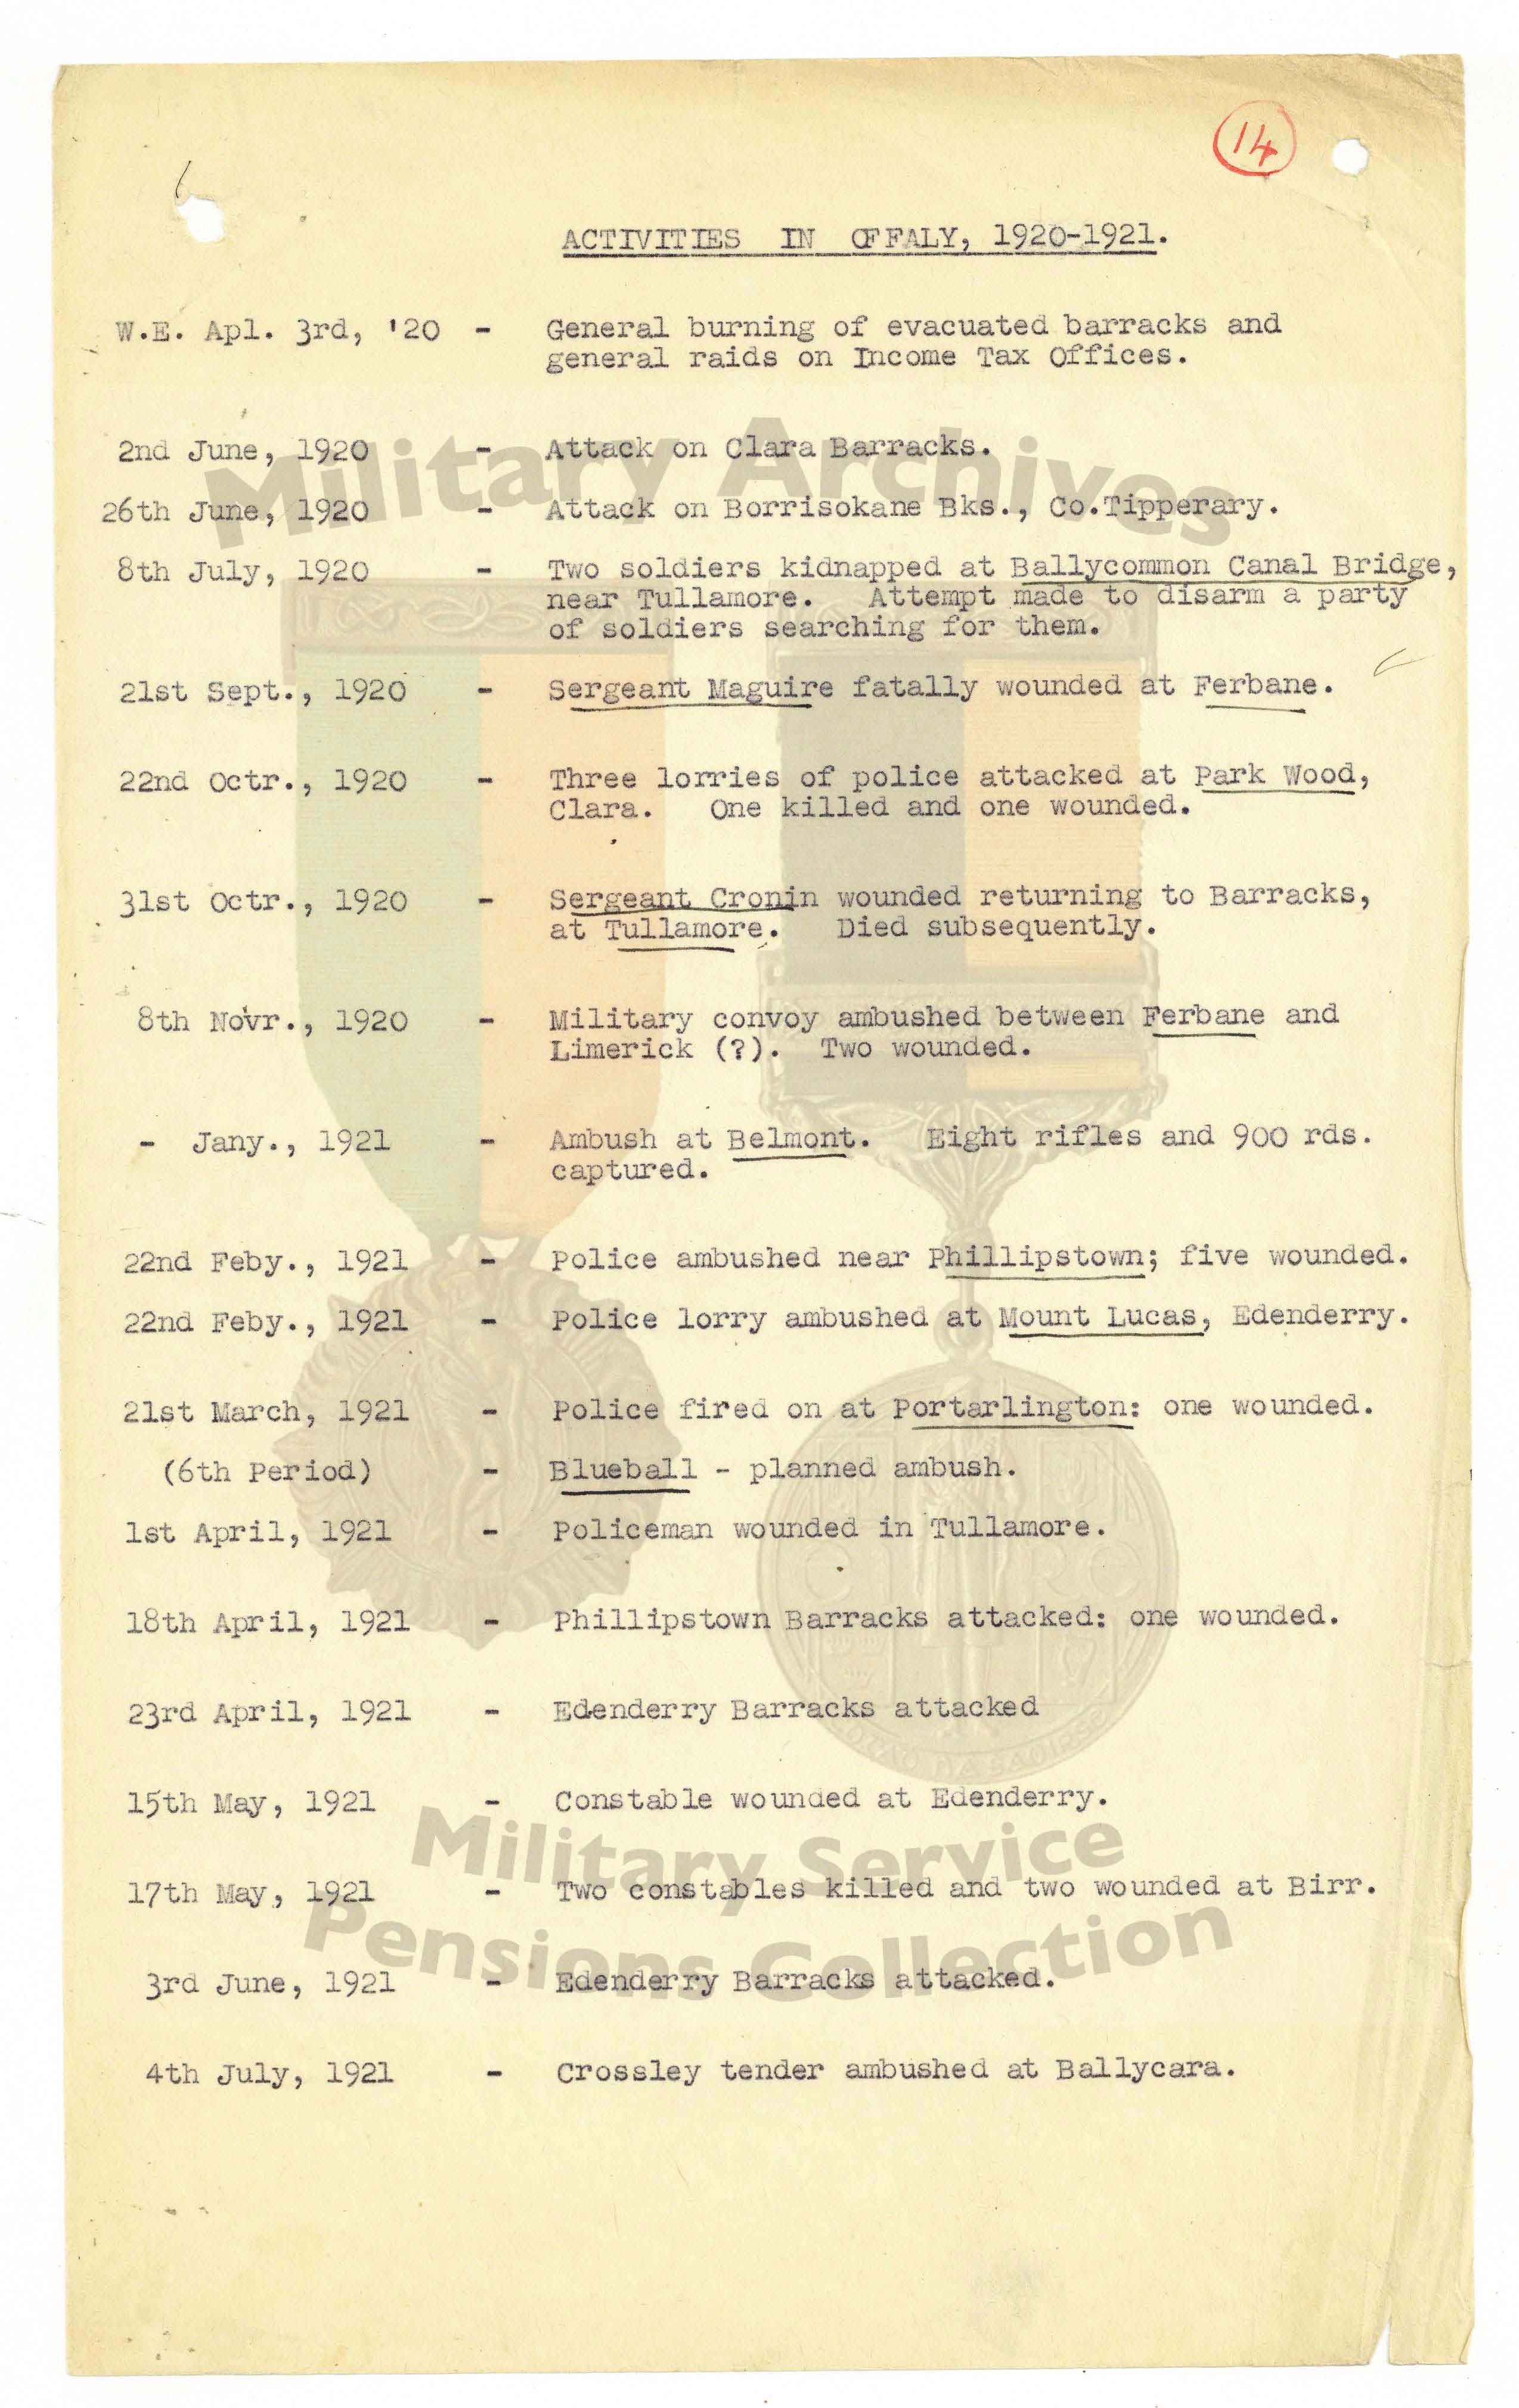 14
ACTIVITIES IN OFFALY, 1920-1921.
W.E. Apl. 3rd, '20 - General burning of evacuated barracks and
general raids on Income Tax Offices.
2nd June, 1920 - Attack on Clara Barracks.
26th June, 1920 - Attack on Borrisokane Bks., Co.Tipperary.
8th July, 1920 - Two soldiers kidnapped at Ballycommon Canal Bridge,
near Tullamore. Attempt made to disarm a party
of soldiers searching for them.
21st Sept., 1920 - Sergeant Maguire fatally wounded at Ferbane.
22nd Octr., 1920 - Three lorries of police attacked at Park Wood,
Clara. One killed and one wounded.
31st Octr., 1920 - Sergeant Cronin wounded returning to Barracks,
at Tullamore. Died subsequently.
8th Novr., 1920 - Military convoy ambushed between Ferbane and
Limerick (?). Two wounded.
- Jany., 1921 - Ambush at Belmont. Eight rifles and 900 rds.
captured.
22nd Feby., 1921 - Police ambushed near Phillipstown; five wounded.
22nd Feby., 1921 - Police lorry ambushed at Mount Lucas, Edenderry.
21st March, 1921 - Police fired on at Portarlington: one wounded.
(6th Period) - Blueball - planned ambush.
1st April, 1921 - Policeman wounded in Tullamore.
18th April, 1921 - Phillipstown Barracks attacked: one wounded.
23rd April, 1921 - Edenderry Barracks attacked
15th May, 1921 - Constable wounded at Edenderry.
17th May, 1921 - Two constables killed and two wounded at Birr.
3rd June, 1921 - Edenderry Barracks attacked.
4th July, 1921 - Crossley tender ambushed at Ballycara.
Military Archives
Military Service
Pensions Collection